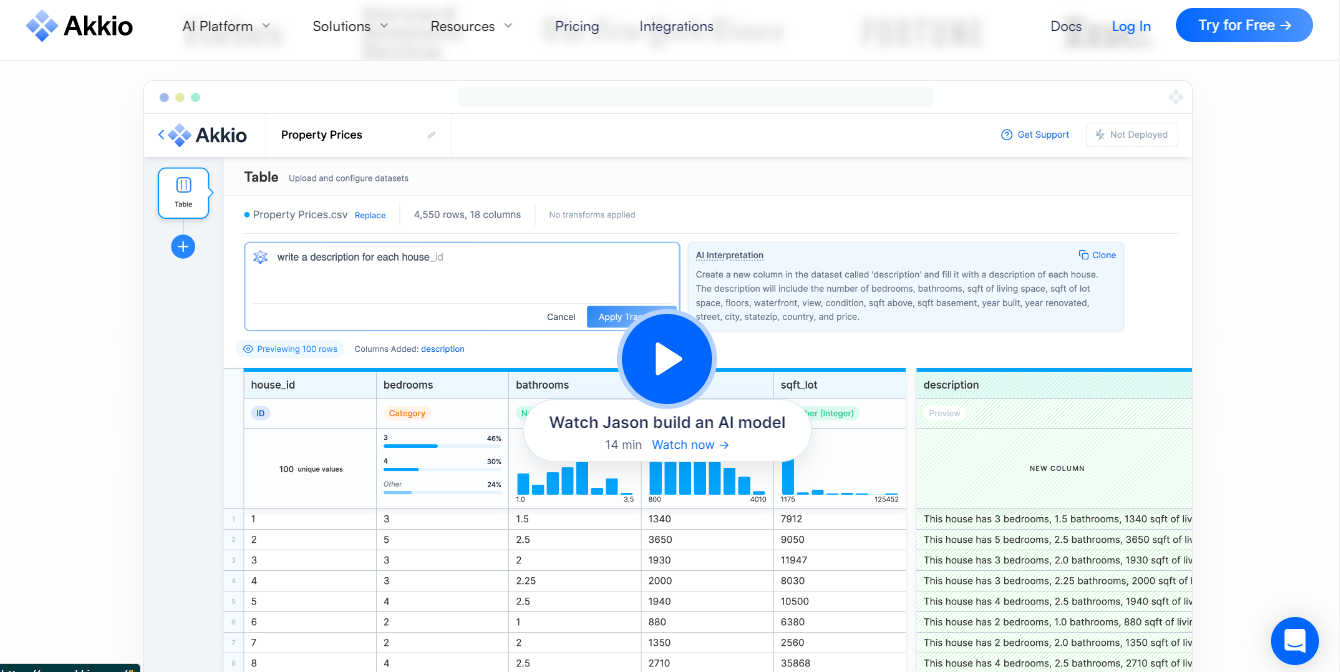 Akkio
AI Platform
Solutions
Resources
Pricing
Integrations
Docs
Log In
Try for Free →
FORTUNE
Akkio
Property Prices
Get Support
Not Deployed
Table
Table Upload and configure datasets
Property Prices.csv Replace 4,550 rows, 18 columns No transforms applied
write a description for each house_id
Cancel
Apply
AI Interpretation
Clone
Create a new column in the dataset called 'description' and fill it with a description of each house.
The description will include the number of bedrooms, bathrooms, sqft of living space, sqft of lot
space, floors, waterfront, view, condition, sqft above, sqft basement, year built, year renovated,
street, city, statezip, country, and price.
Previewing 100 rows Columns Added: description
Watch Jason build an AI model
14 min Watch now →
house_id bedrooms bathrooms sqft_lot description
ID Category (Integer) Preview
100 unique values
3 46%
4 30%
Other 24%
1.0 3.5
800 4010
1175 125452
NEW COLUMN
1 1 3 1.5 1340 7912 This house has 3 bedrooms, 1.5 bathrooms, 1340 sqft of liv
2 2 5 2.5 3650 9050 This house has 5 bedrooms, 2.5 bathrooms, 3650 sqft of liv
3 3 3 2 1930 11947 This house has 3 bedrooms, 2.0 bathrooms, 1930 sqft of liv
4 4 3 2.25 2000 8030 This house has 3 bedrooms, 2.25 bathrooms, 2000 sqft of l
5 5 4 2.5 1940 10500 This house has 4 bedrooms, 2.5 bathrooms, 1940 sqft of liv
6 6 2 1 880 6380 This house has 2 bedrooms, 1.0 bathrooms, 880 sqft of livin
7 7 2 2 1350 2560 This house has 2 bedrooms, 2.0 bathrooms, 1350 sqft of liv
8 8 4 2.5 2710 35868 This house has 4 bedrooms, 2.5 bathrooms, 2710 sqft of liv